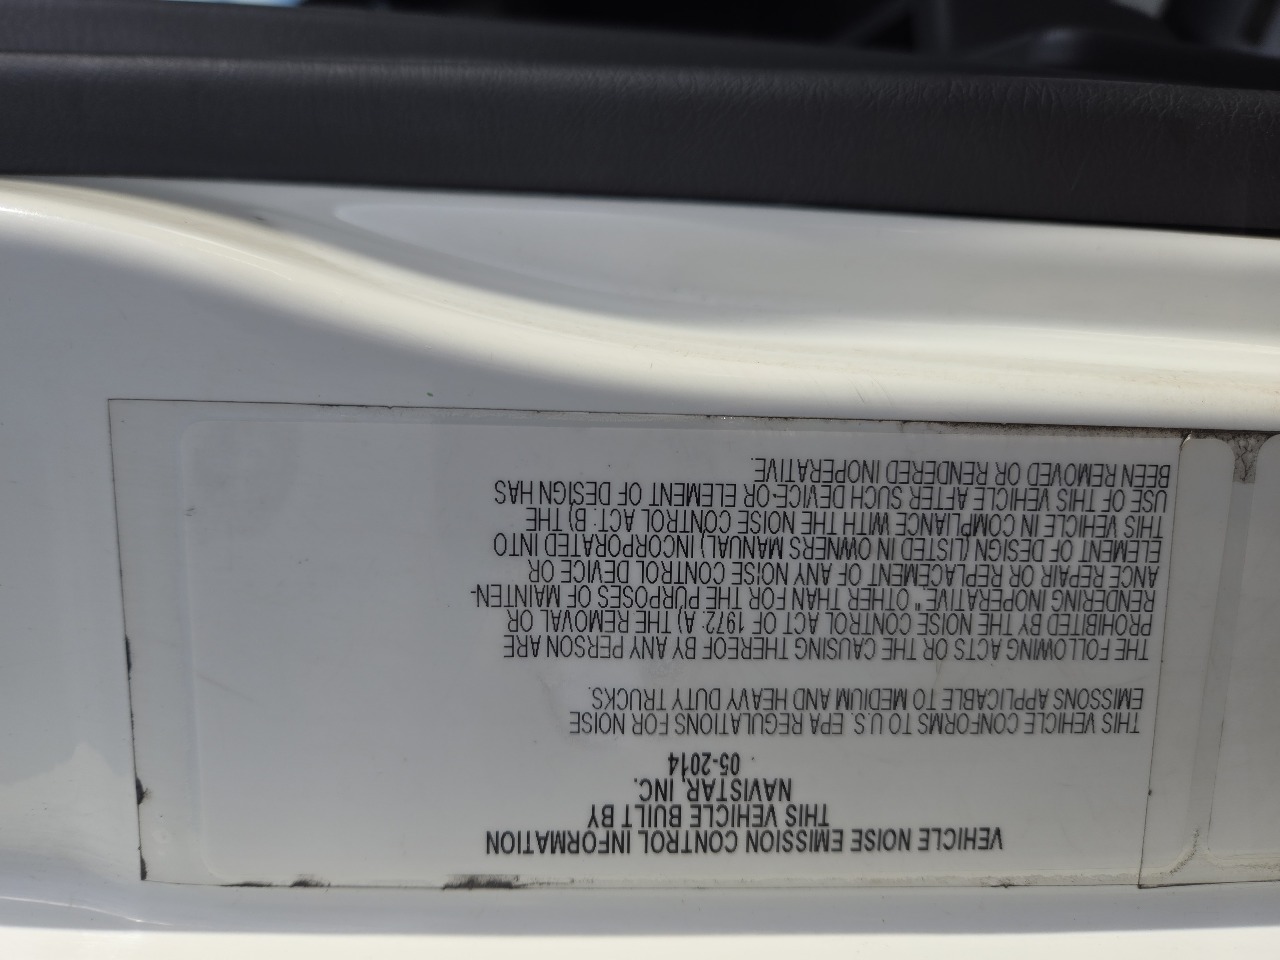 VEHICLE NOISE EMISSION CONTROL INFORMATION
THIS VEHICLE BUILT BY
NAVISTAR, INC.
05-2014
THIS VEHICLE CONFORMS TO U.S. EPA REGULATIONS FOR NOISE
EMISSONS APPLICABLE TO MEDIUM AND HEAVY DUTY TRUCKS.
THE FOLLOWING ACTS OR THE CAUSING THEREOF BY ANY PERSON ARE
PROHIBITED BY THE NOISE CONTROL ACT OF 1972: A) THE REMOVAL OR
RENDERING INOPERATIVE" OTHER THAN FOR THE PURPOSES OF MAINTEN-
ANCE REPAIR OR REPLACEMENT OF ANY NOISE CONTROL DEVICE OR
ELEMENT OF DESIGN (LISTED IN OWNERS MANUAL) INCORPORATED INTO
THIS VEHICLE IN COMPLIANCE WITH THE NOISE CONTROL ACT: B) THE
USE OF THIS VEHICLE AFTER SUCH DEVICE-OR ELEMENT OF DESIGN HAS
BEEN REMOVED OR RENDERED INOPERATIVE.